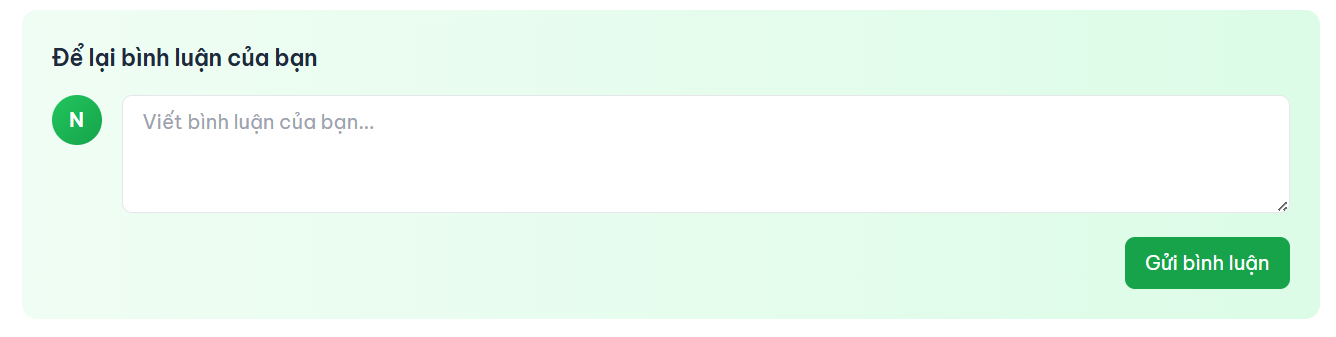 Để lại bình luận của bạn
N
Viết bình luận của bạn...
Gửi bình luận